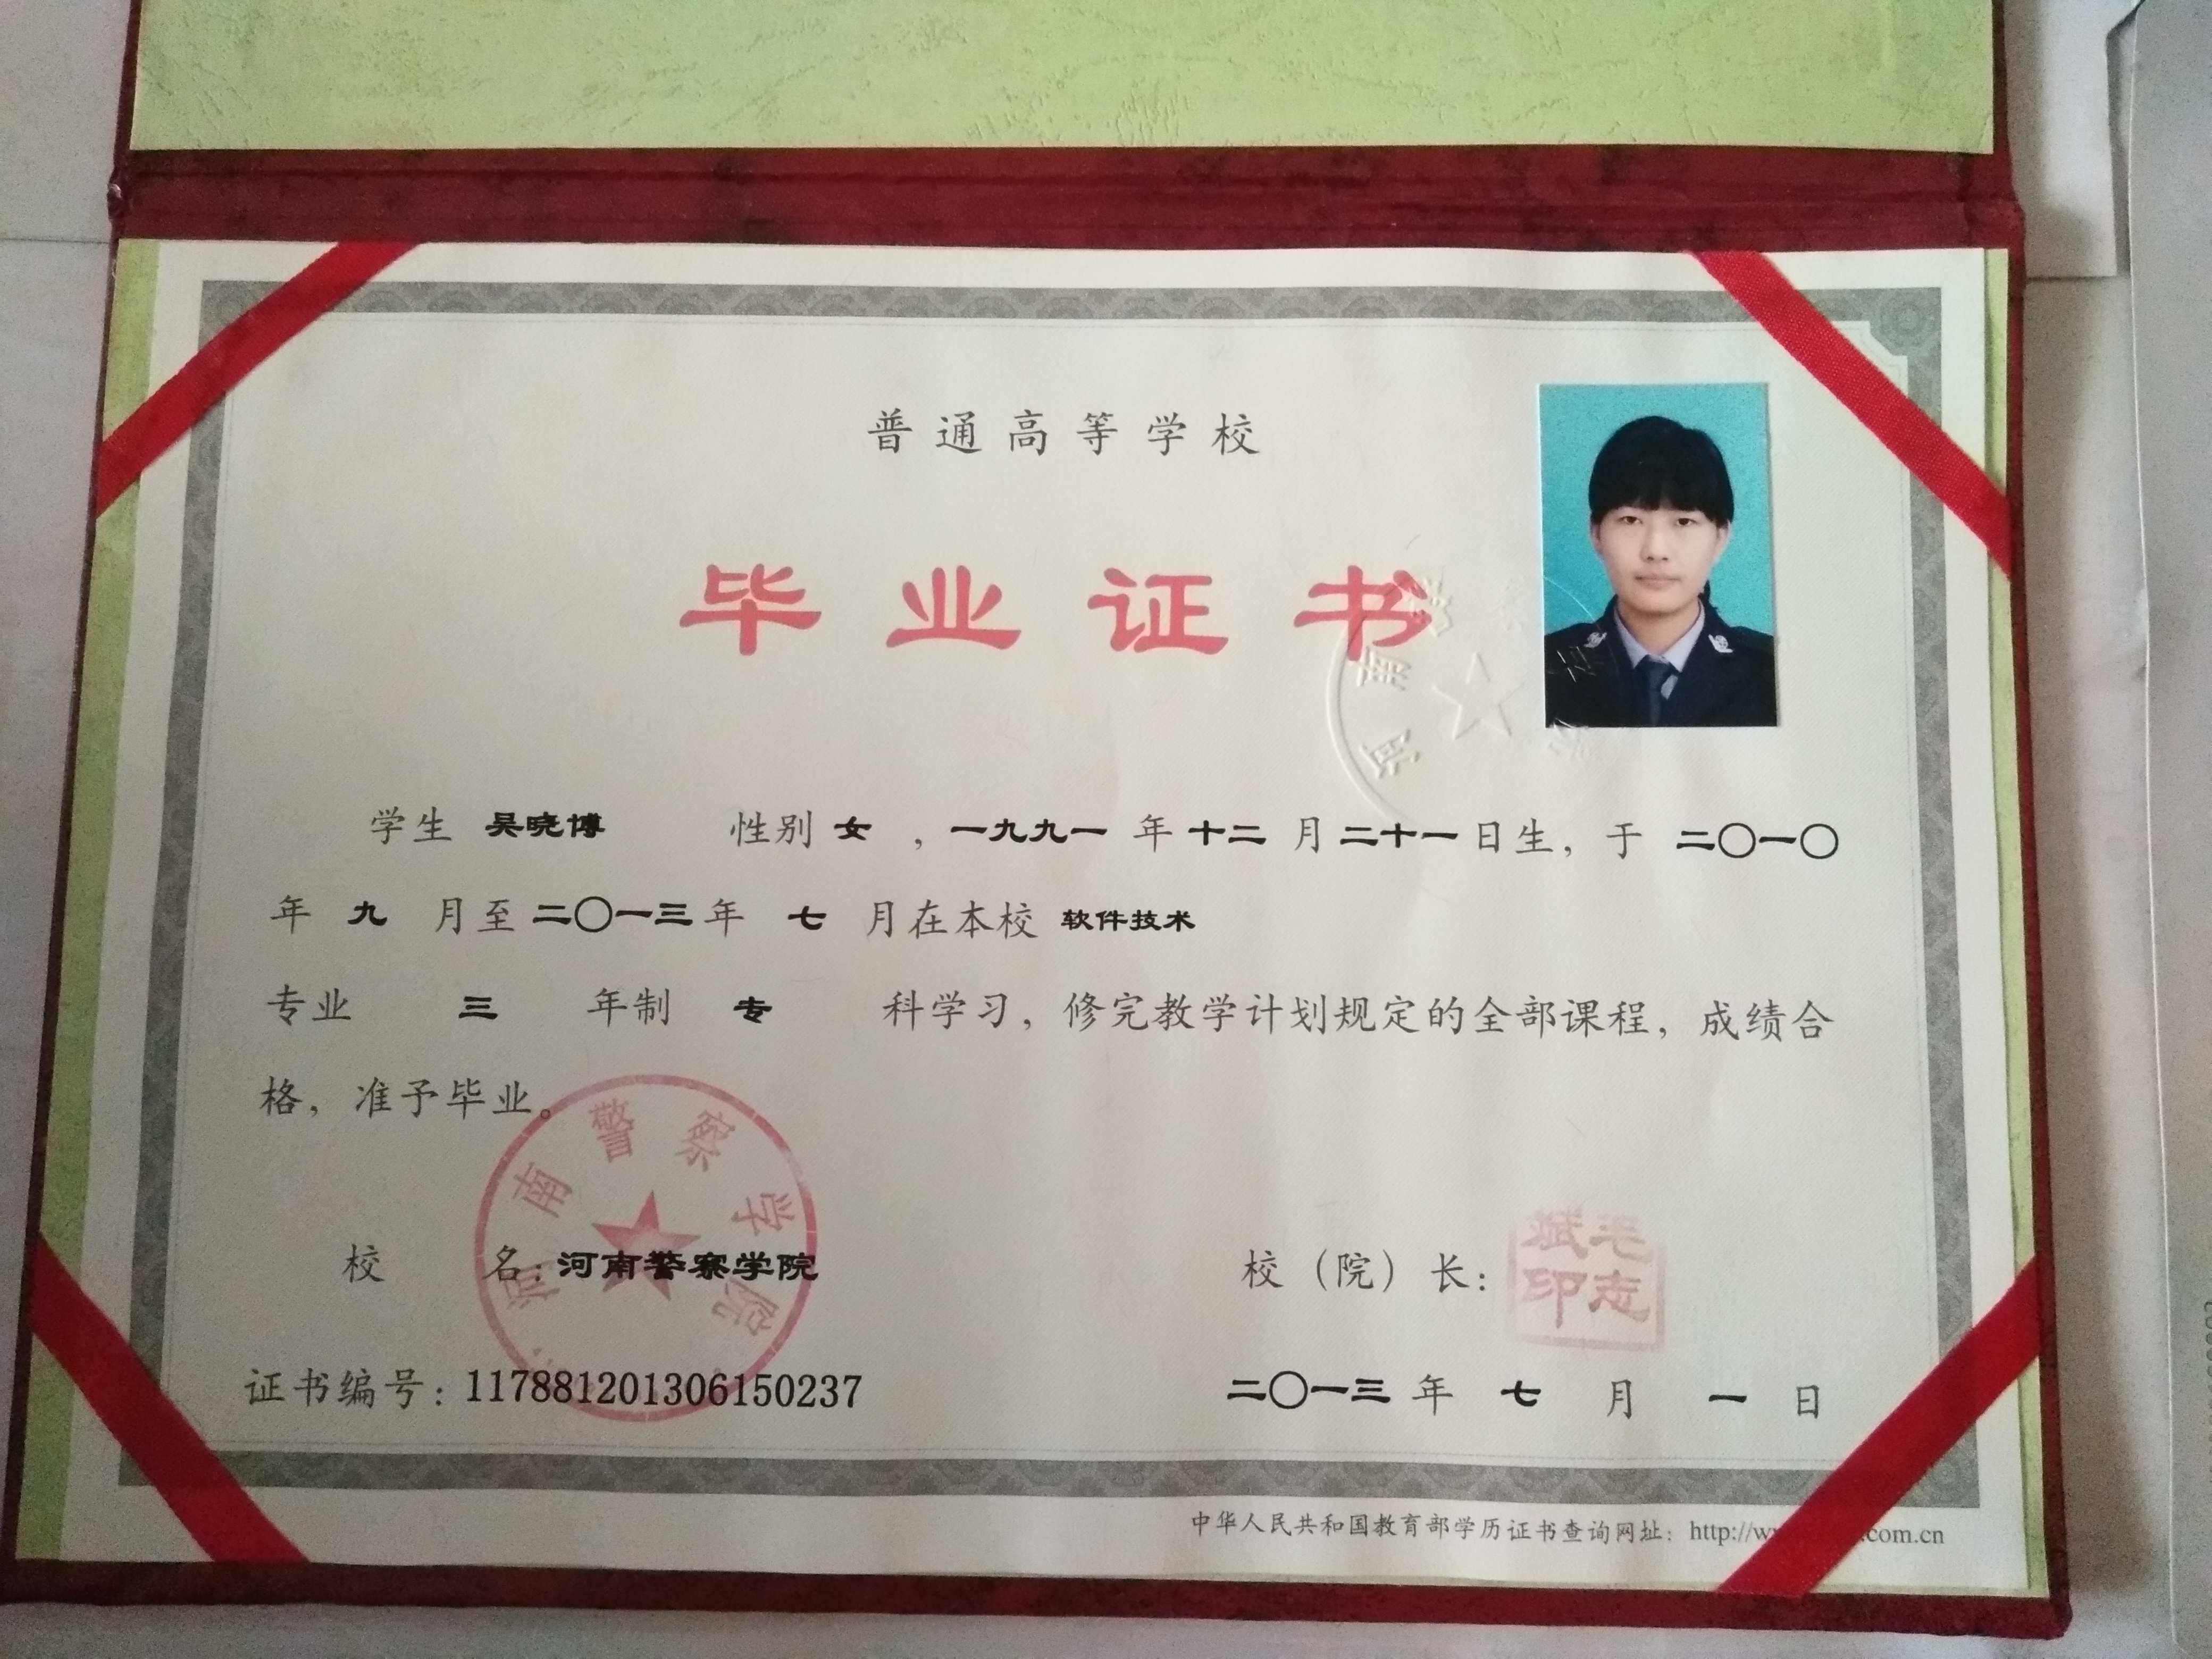 普通高等学校
毕业证书
学生 吴晓博 性别 女 ，一九九一 年 十二 月 二十一 日生，于 二〇一〇
年 九 月至 二〇一三 年 七 月在本校 软件技术
专业 三 年制 专 科学习，修完教学计划规定的全部课程，成绩合
格，准予毕业。
河南警察学院
校 名：河南警察学院
校（院）长：
毛志斌印
证书编号：117881201306150237
二〇一三 年 七 月 一 日
中华人民共和国教育部学历证书查询网址：http://w .com.cn